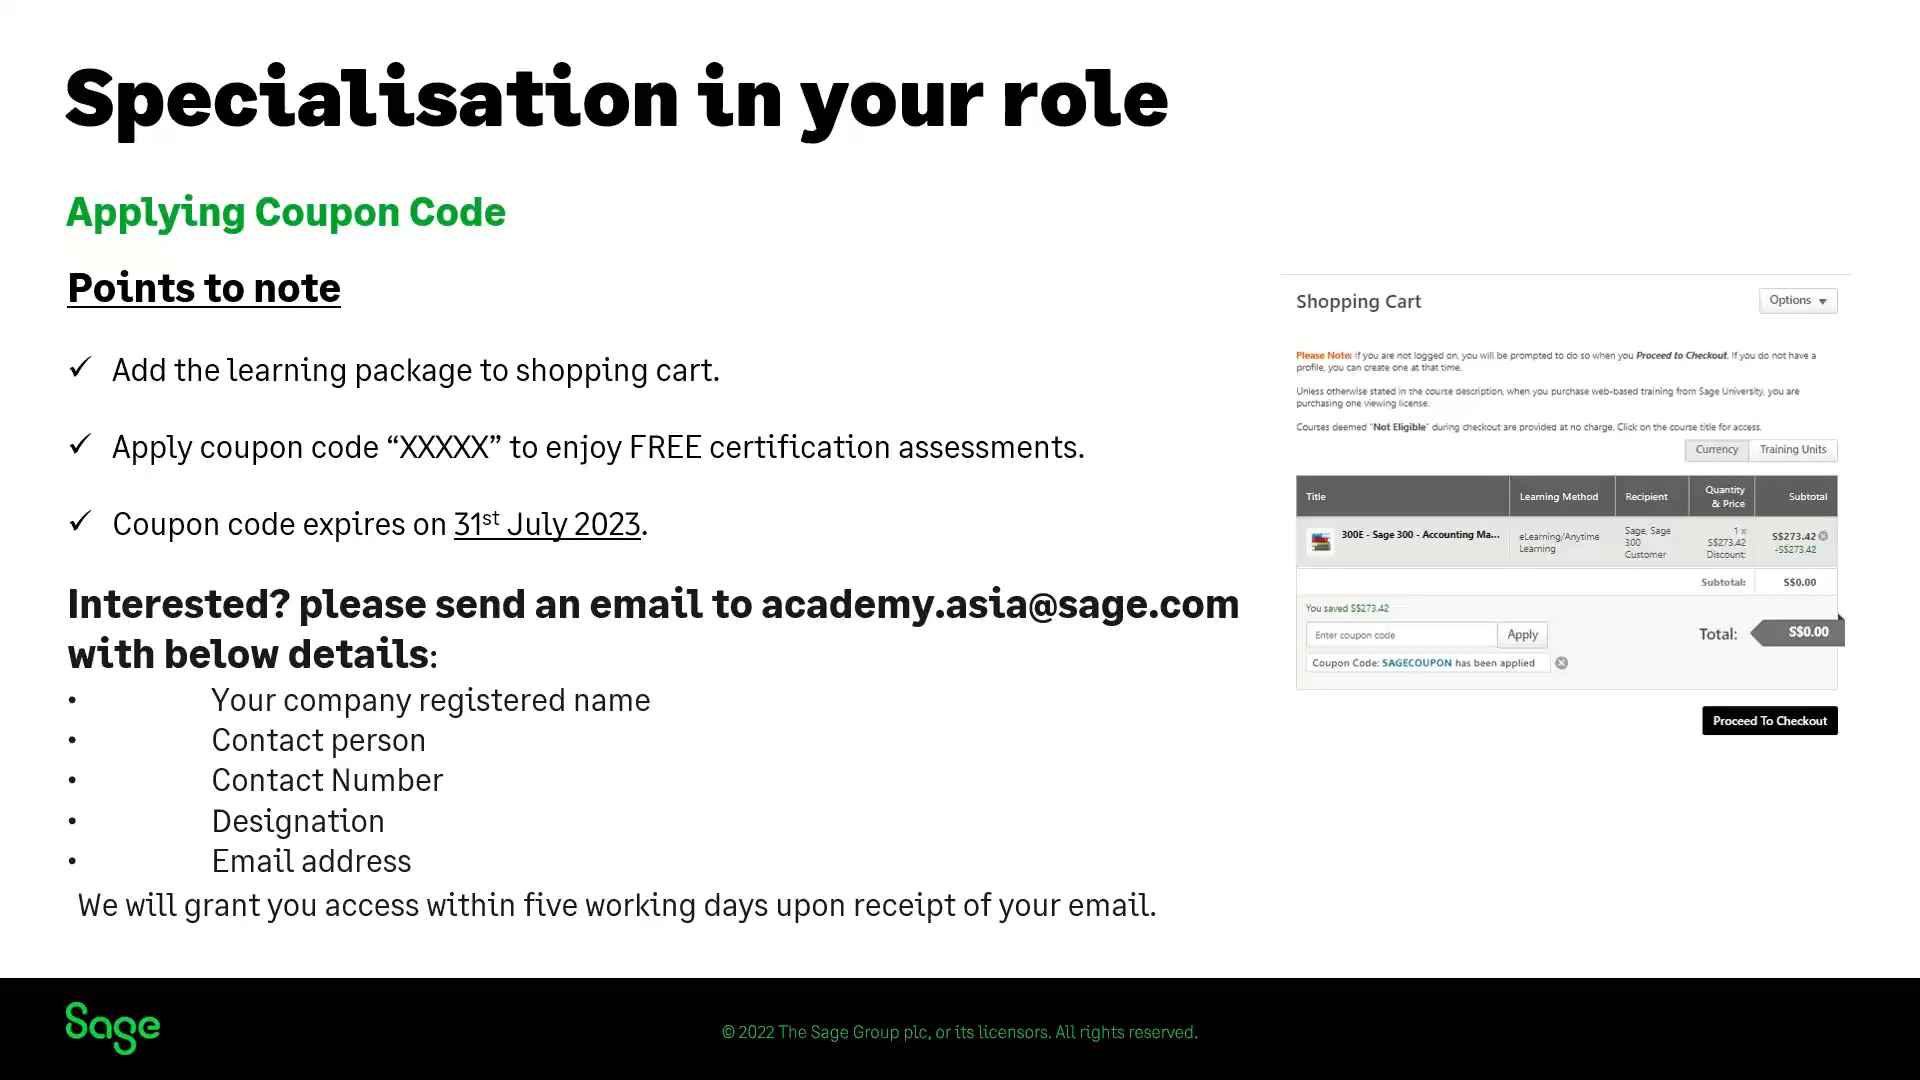 Specialisation in your role
Applying Coupon Code
Points to note
✓ Add the learning package to shopping cart.
✓ Apply coupon code “XXXXX” to enjoy FREE certification assessments.
✓ Coupon code expires on 31st July 2023.
Interested? please send an email to academy.asia@sage.com
with below details:
• Your company registered name
• Contact person
• Contact Number
• Designation
• Email address
We will grant you access within five working days upon receipt of your email.
Shopping Cart
Options
Please Note: If you are not logged on, you will be prompted to do so when you Proceed to Checkout. If you do not have a
profile, you can create one at that time.
Unless otherwise stated in the course description, when you purchase web-based training from Sage University, you are
purchasing one viewing license.
Courses deemed "Not Eligible" during checkout are provided at no charge. Click on the course title for access.
Currency Training Units
Title Learning Method Recipient Quantity & Price Subtotal
300E - Sage 300 - Accounting Ma...
eLearning/Anytime
Learning
Sage, Sage
300
Customer
1 x
S$273.42
Discount:
S$273.42
-S$273.42
Subtotal: S$0.00
You saved S$273.42
Enter coupon code Apply
Total: S$0.00
Coupon Code: SAGECOUPON has been applied
Proceed To Checkout
Sage
© 2022 The Sage Group plc, or its licensors. All rights reserved.